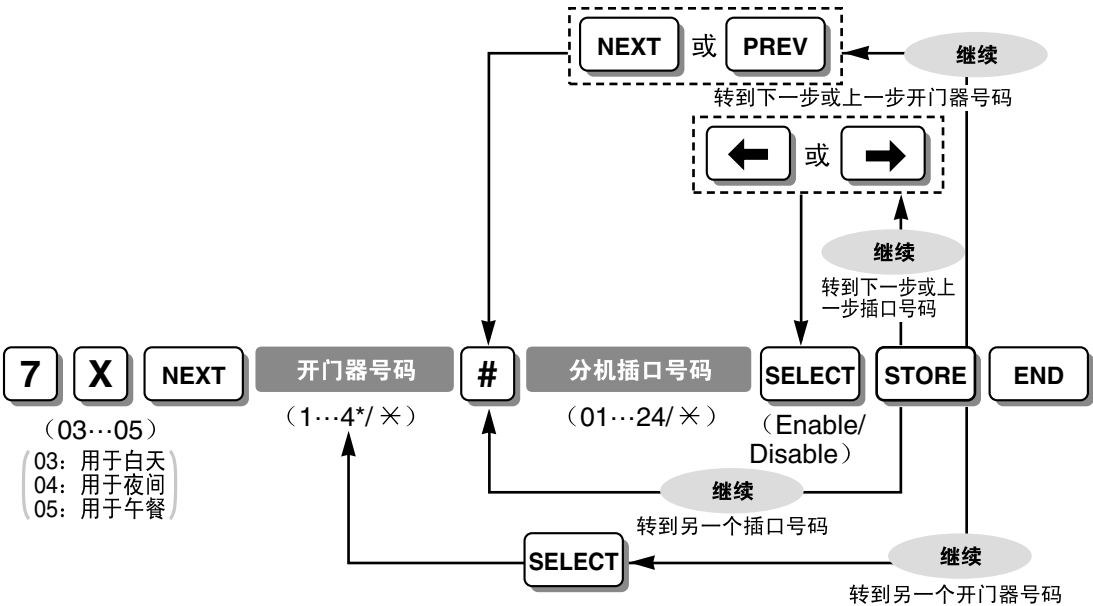 NEXT 或 PREV 继续
转到下一步或上一步开门器号码
← 或 →
继续
转到下一步或上
一步插口号码
7 X NEXT 开门器号码 # 分机插口号码 SELECT STORE END
（03…05） （1…4*/✳） （01…24/✳） （Enable/
Disable）
03：用于白天
04：用于夜间
05：用于午餐
继续
转到另一个插口号码
SELECT 继续
转到另一个开门器号码